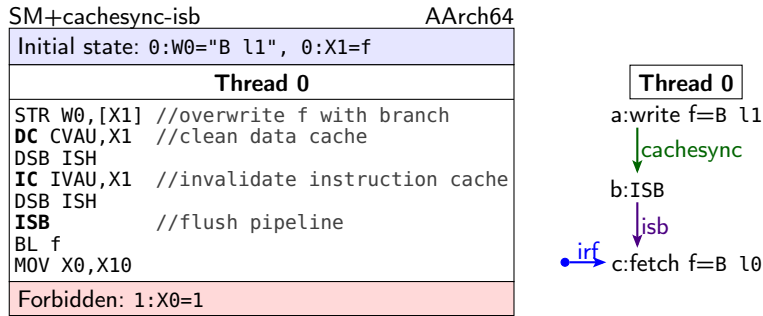 SM+cachesync-isb AArch64
Initial state: 0:W0="B l1", 0:X1=f
Thread 0
STR W0,[X1] //overwrite f with branch
DC CVAU,X1 //clean data cache
DSB ISH
IC IVAU,X1 //invalidate instruction cache
DSB ISH
ISB //flush pipeline
BL f
MOV X0,X10
Forbidden: 1:X0=1
Thread 0
a:write f=B l1
cachesync
b:ISB
isb
irf
c:fetch f=B l0